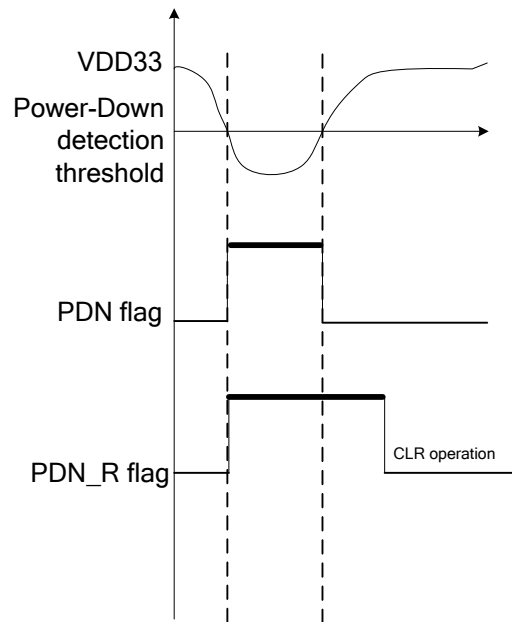 VDD33
Power-Down
detection
threshold
PDN flag
CLR operation
PDN_R flag